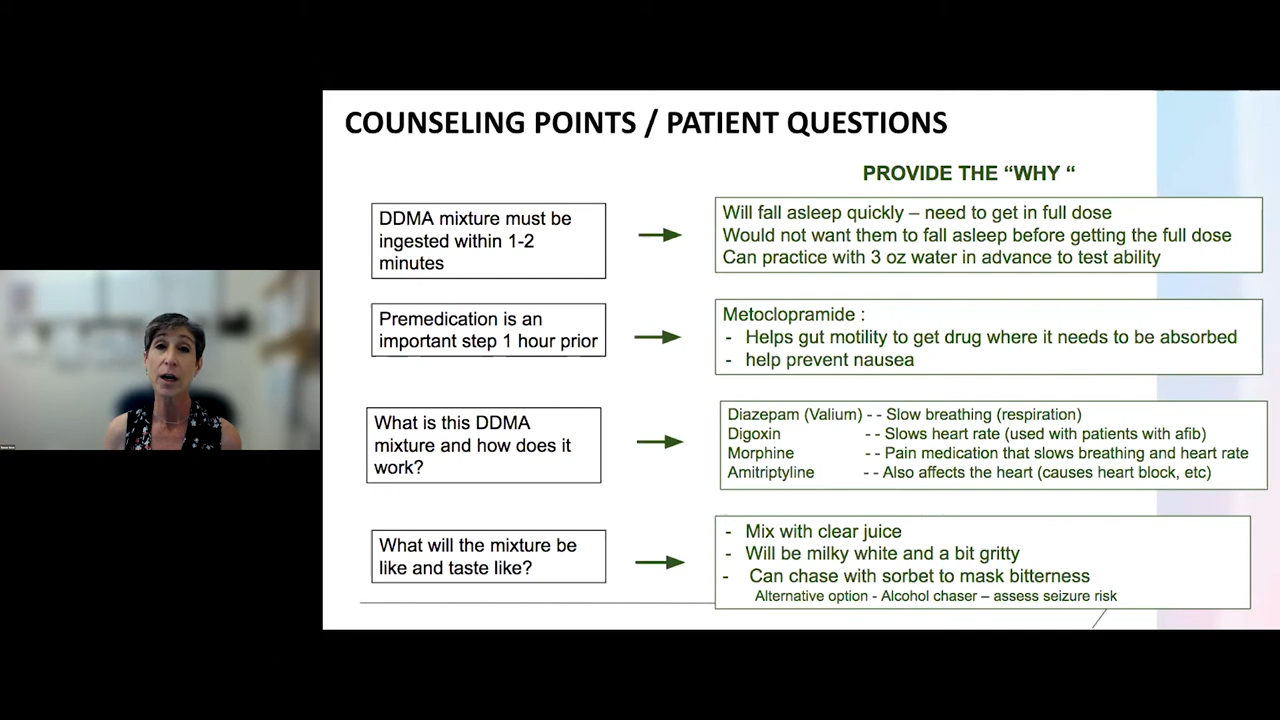 COUNSELING POINTS / PATIENT QUESTIONS
PROVIDE THE “WHY “
DDMA mixture must be
ingested within 1-2
minutes
Will fall asleep quickly – need to get in full dose
Would not want them to fall asleep before getting the full dose
Can practice with 3 oz water in advance to test ability
Premedication is an
important step 1 hour prior
Metoclopramide :
- Helps gut motility to get drug where it needs to be absorbed
- help prevent nausea
What is this DDMA
mixture and how does it
work?
Diazepam (Valium) - - Slow breathing (respiration)
Digoxin - - Slows heart rate (used with patients with afib)
Morphine - - Pain medication that slows breathing and heart rate
Amitriptyline - - Also affects the heart (causes heart block, etc)
What will the mixture be
like and taste like?
- Mix with clear juice
- Will be milky white and a bit gritty
- Can chase with sorbet to mask bitterness
Alternative option - Alcohol chaser – assess seizure risk